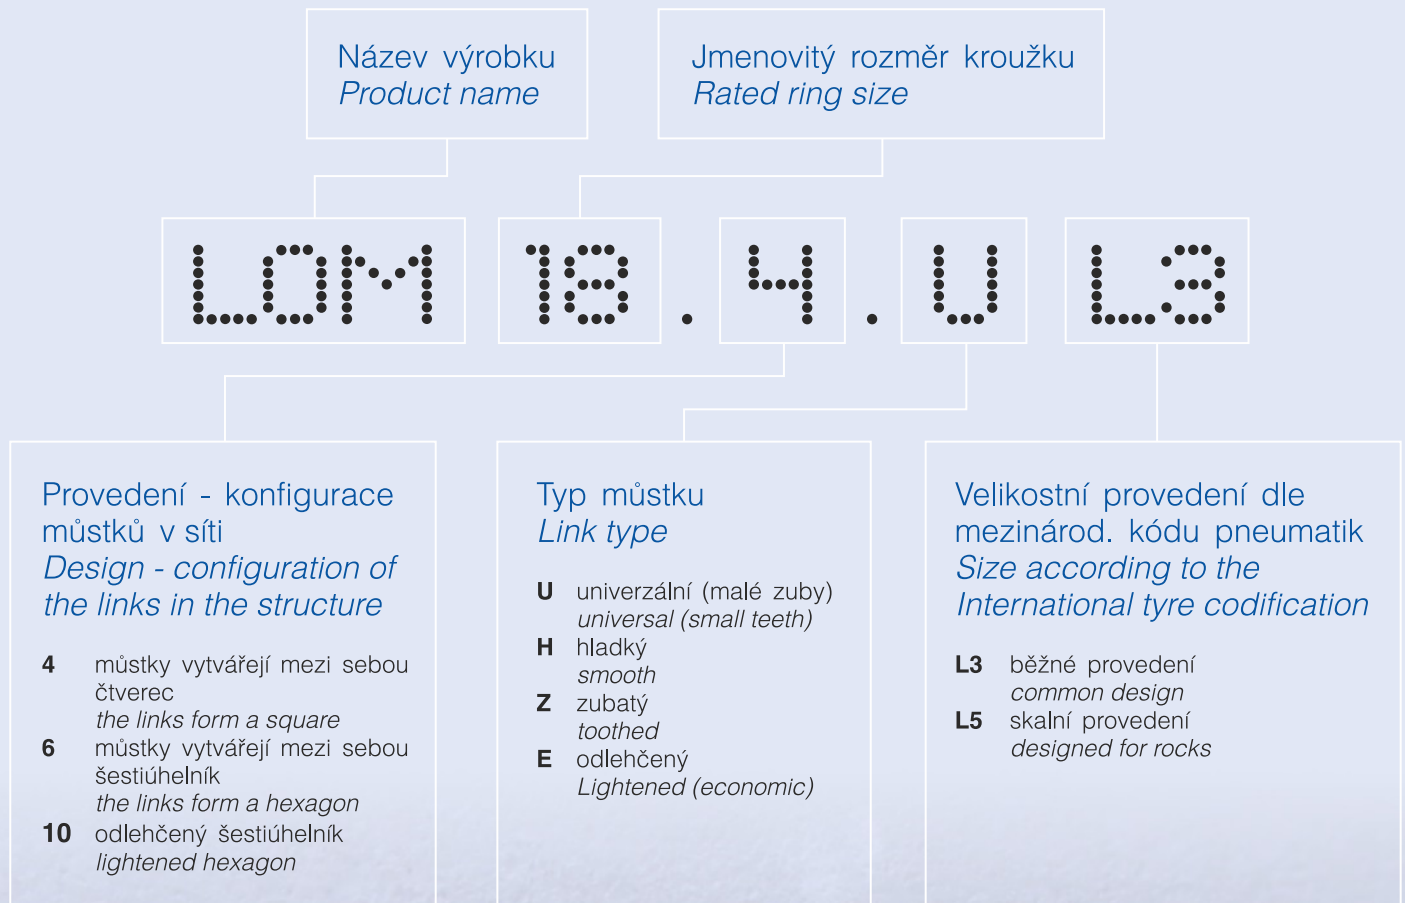 Název výrobku
Product name
Jmenovitý rozměr kroužku
Rated ring size
LOM 18 . 4 . U L3
Provedení - konfigurace
můstků v síti
Design - configuration of
the links in the structure
4 můstky vytvářejí mezi sebou
čtverec
the links form a square
6 můstky vytvářejí mezi sebou
šestiúhelník
the links form a hexagon
10 odlehčený šestiúhelník
lightened hexagon
Typ můstku
Link type
U univerzální (malé zuby)
universal (small teeth)
H hladký
smooth
Z zubatý
toothed
E odlehčený
Lightened (economic)
Velikostní provedení dle
mezinárod. kódu pneumatik
Size according to the
International tyre codification
L3 běžné provedení
common design
L5 skalní provedení
designed for rocks